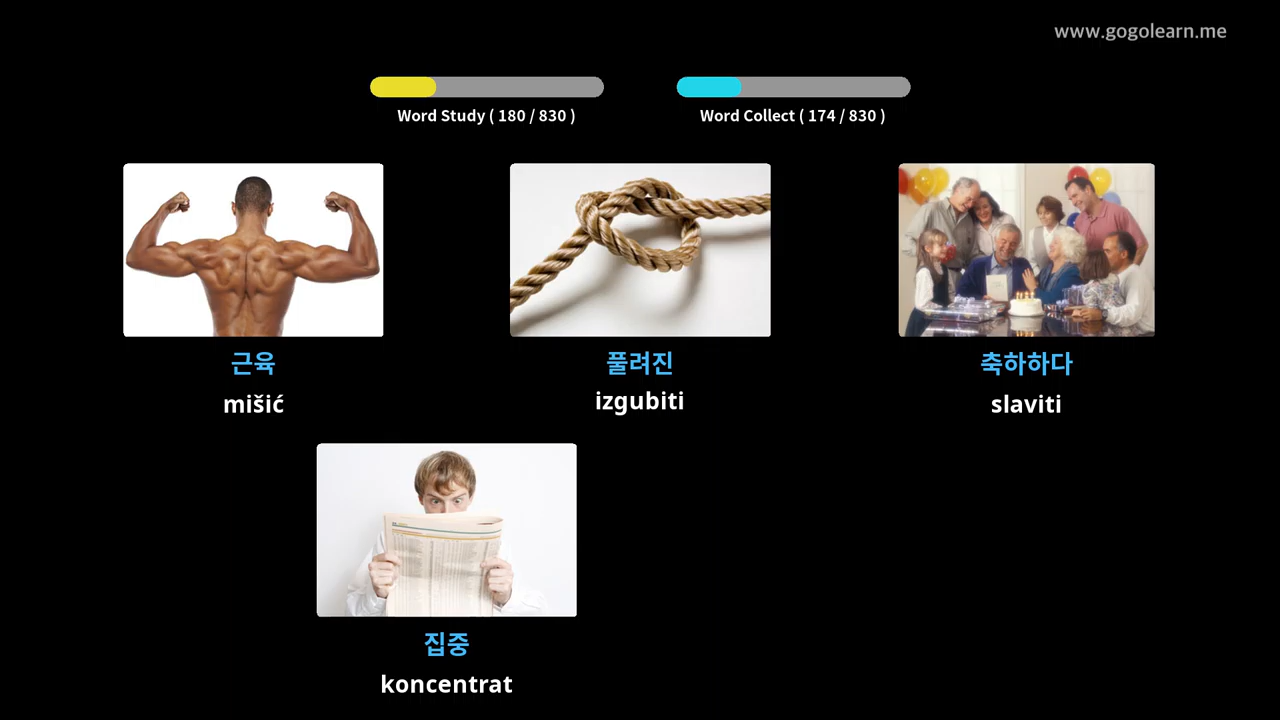 www.gogolearn.me
Word Study ( 180 / 830 )
Word Collect ( 174 / 830 )
근육
mišić
풀려진
izgubiti
축하하다
slaviti
집중
koncentrat